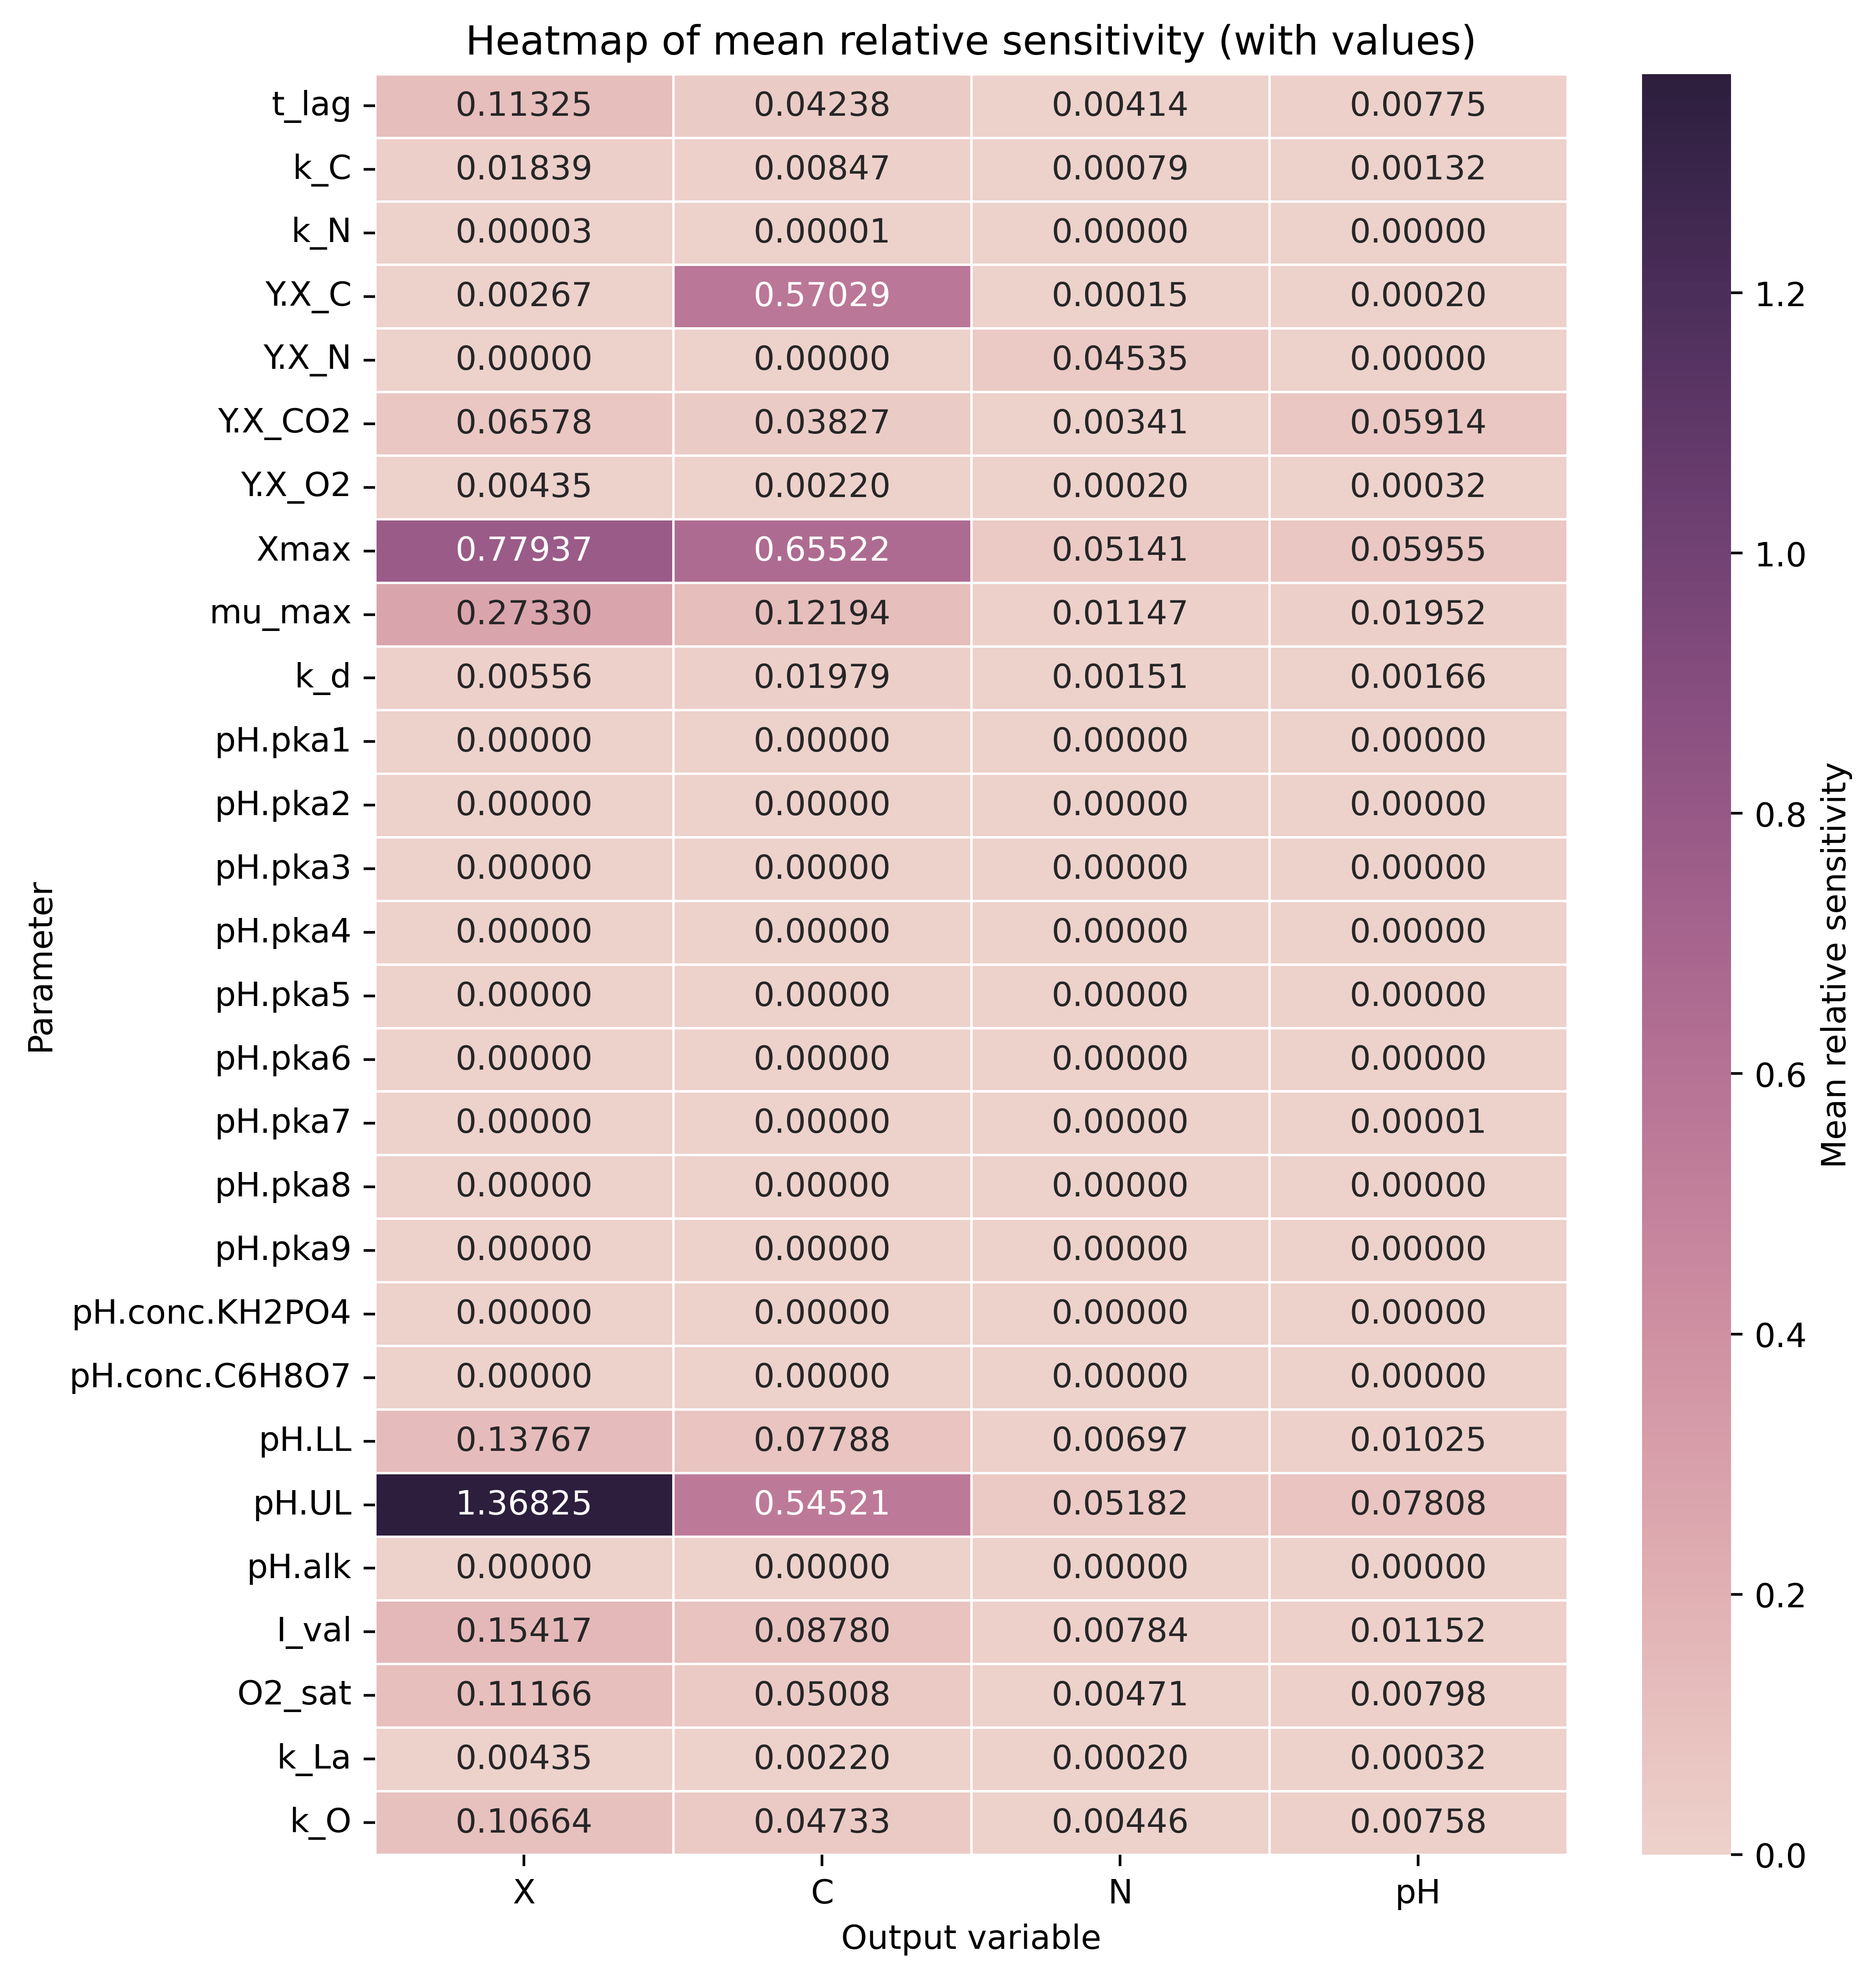 Heatmap of mean relative sensitivity (with values)
t_lag 0.11325 0.04238 0.00414 0.00775
k_C 0.01839 0.00847 0.00079 0.00132
k_N 0.00003 0.00001 0.00000 0.00000
Y.X_C 0.00267 0.57029 0.00015 0.00020
Y.X_N 0.00000 0.00000 0.04535 0.00000
Y.X_CO2 0.06578 0.03827 0.00341 0.05914
Y.X_O2 0.00435 0.00220 0.00020 0.00032
Xmax 0.77937 0.65522 0.05141 0.05955
mu_max 0.27330 0.12194 0.01147 0.01952
k_d 0.00556 0.01979 0.00151 0.00166
pH.pka1 0.00000 0.00000 0.00000 0.00000
pH.pka2 0.00000 0.00000 0.00000 0.00000
pH.pka3 0.00000 0.00000 0.00000 0.00000
pH.pka4 0.00000 0.00000 0.00000 0.00000
pH.pka5 0.00000 0.00000 0.00000 0.00000
pH.pka6 0.00000 0.00000 0.00000 0.00000
pH.pka7 0.00000 0.00000 0.00000 0.00001
pH.pka8 0.00000 0.00000 0.00000 0.00000
pH.pka9 0.00000 0.00000 0.00000 0.00000
pH.conc.KH2PO4 0.00000 0.00000 0.00000 0.00000
pH.conc.C6H8O7 0.00000 0.00000 0.00000 0.00000
pH.LL 0.13767 0.07788 0.00697 0.01025
pH.UL 1.36825 0.54521 0.05182 0.07808
pH.alk 0.00000 0.00000 0.00000 0.00000
I_val 0.15417 0.08780 0.00784 0.01152
O2_sat 0.11166 0.05008 0.00471 0.00798
k_La 0.00435 0.00220 0.00020 0.00032
k_O 0.10664 0.04733 0.00446 0.00758
X C N pH
Output variable
Parameter
1.2
1.0
0.8
0.6
0.4
0.2
0.0
Mean relative sensitivity